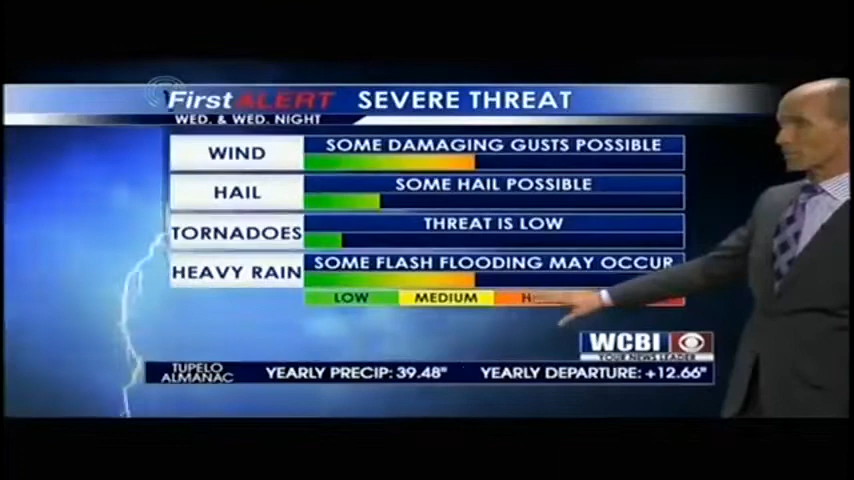 First ALERT SEVERE THREAT
WED. & WED. NIGHT
WIND SOME DAMAGING GUSTS POSSIBLE
HAIL SOME HAIL POSSIBLE
TORNADOES THREAT IS LOW
HEAVY RAIN SOME FLASH FLOODING MAY OCCUR
LOW MEDIUM
WCBI
YOUR NEWS LEADER
TUPELO ALMANAC YEARLY PRECIP: 39.48" YEARLY DEPARTURE: +12.66"